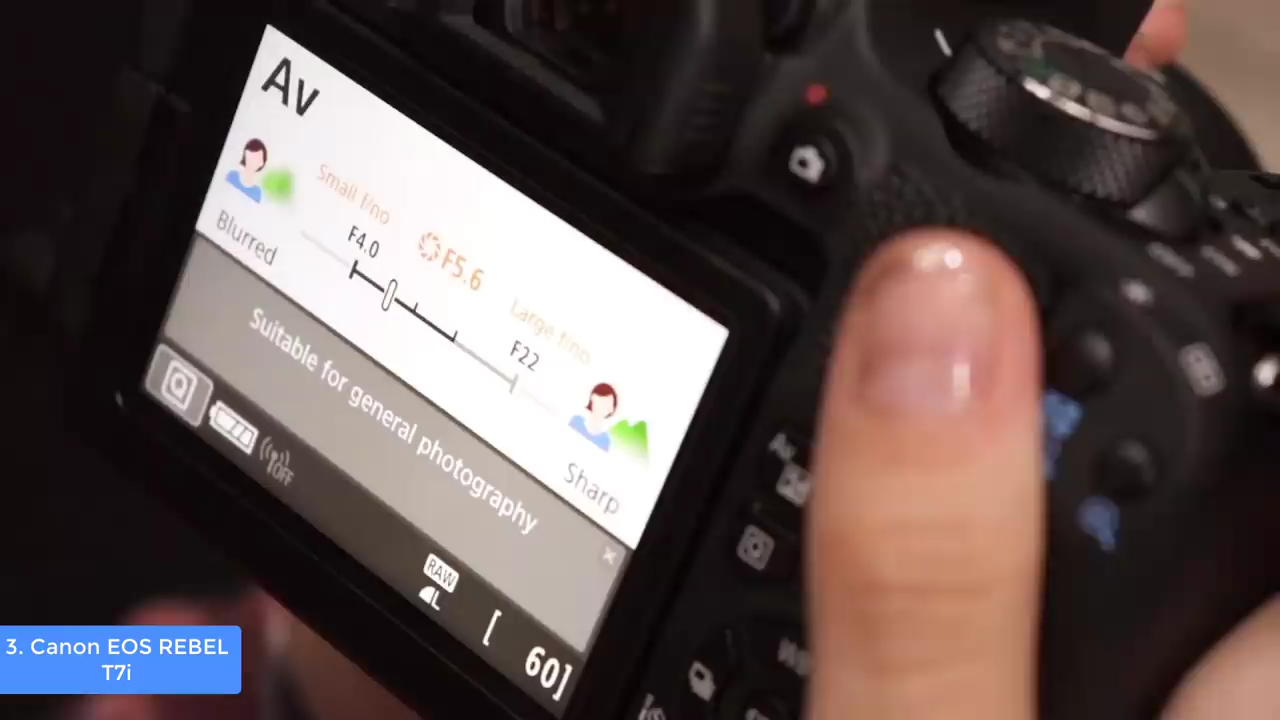 Av
Small f/no
F4.0
F5.6
Blurred
Large f/no
F22
Sharp
Suitable for general photography
OFF
RAW
L
[ 60]
Av
3. Canon EOS REBEL
T7i